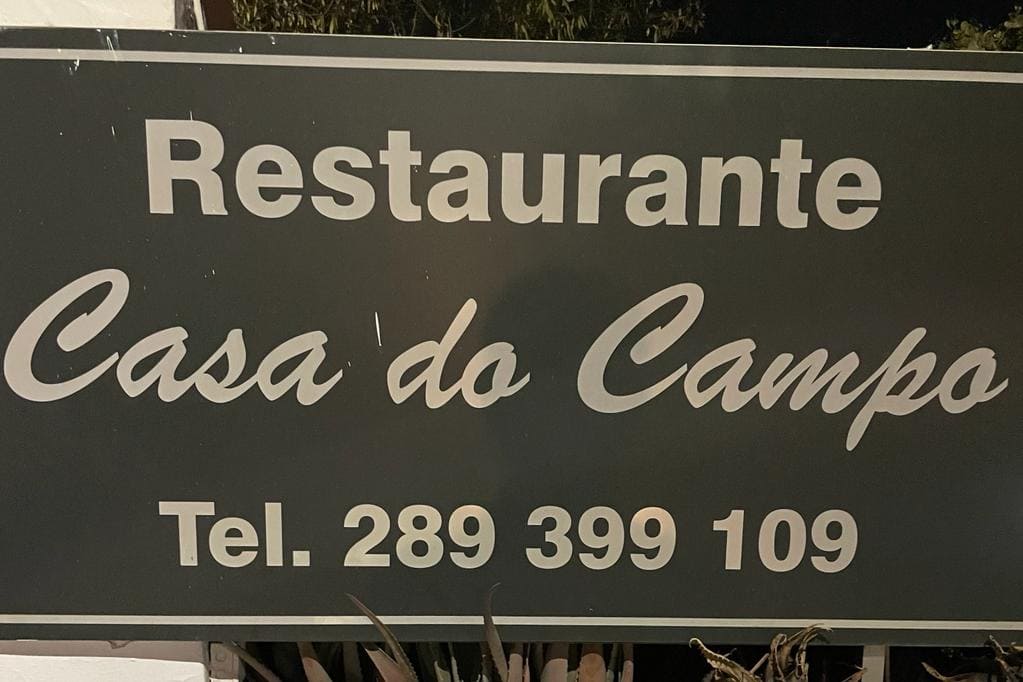 Restaurante
Casa do Campo
Tel. 289 399 109